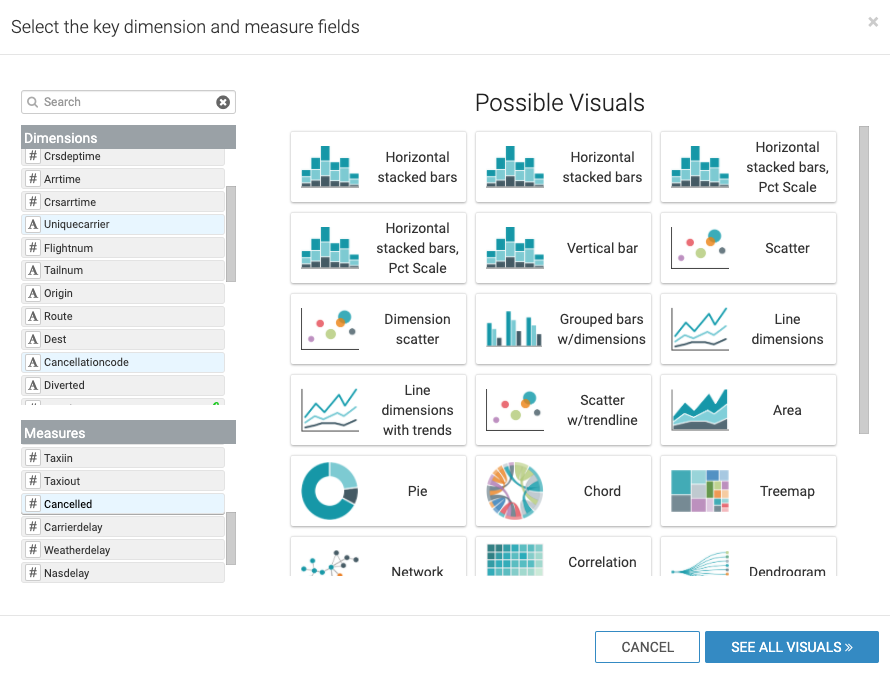 Select the key dimension and measure fields
×
Search
Dimensions
# Crsdeptime
# Arrtime
# Crsarrtime
A Uniquecarrier
# Flightnum
A Tailnum
A Origin
A Route
A Dest
A Cancellationcode
A Diverted
Measures
# Taxiin
# Taxiout
# Cancelled
# Carrierdelay
# Weatherdelay
# Nasdelay
Possible Visuals
Horizontal
stacked bars
Horizontal
stacked bars
Horizontal
stacked bars,
Pct Scale
Horizontal
stacked bars,
Pct Scale
Vertical bar
Scatter
Dimension
scatter
Grouped bars
w/dimensions
Line
dimensions
Line
dimensions
with trends
Scatter
w/trendline
Area
Pie
Chord
Treemap
Network
Correlation
Dendrogram
CANCEL
SEE ALL VISUALS »